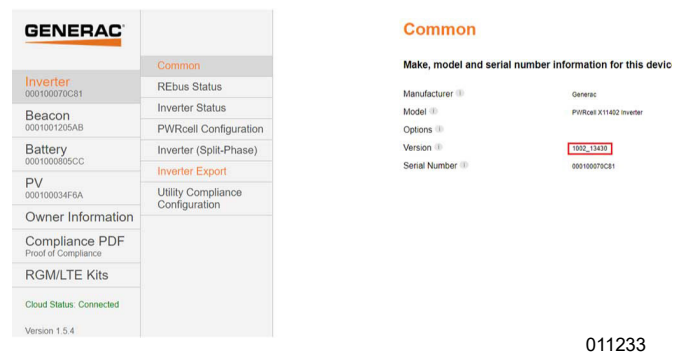 GENERAC
Inverter
000100070C81
Beacon
0001001205AB
Battery
0001000805CC
PV
000100034F6A
Owner Information
Compliance PDF
Proof of Compliance
RGM/LTE Kits
Cloud Status: Connected
Version 1.5.4
Common
REbus Status
Inverter Status
PWRcell Configuration
Inverter (Split-Phase)
Inverter Export
Utility Compliance
Configuration
Common
Make, model and serial number information for this devic
Manufacturer Generac
Model PWRcell X11402 Inverter
Options
Version 1002_13430
Serial Number 000100070C81
011233